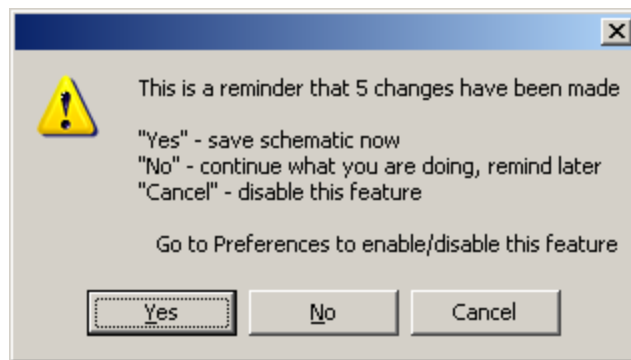 This is a reminder that 5 changes have been made
"Yes" - save schematic now
"No" - continue what you are doing, remind later
"Cancel" - disable this feature
Go to Preferences to enable/disable this feature
Yes No Cancel